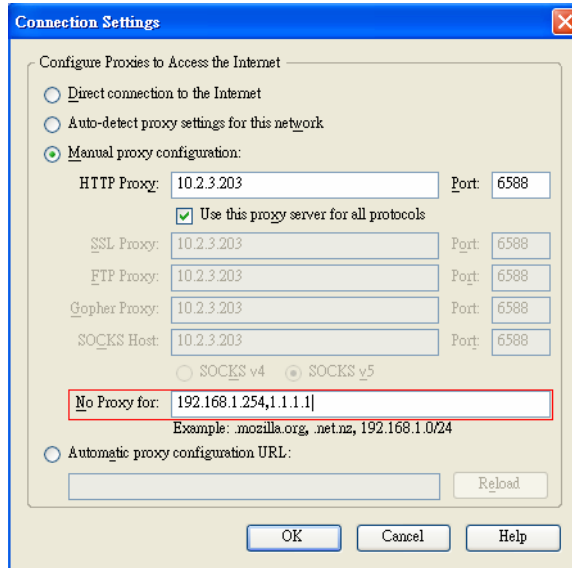 Connection Settings
Configure Proxies to Access the Internet
Direct connection to the Internet
Auto-detect proxy settings for this network
Manual proxy configuration:
HTTP Proxy: 10.2.3.203 Port: 6588
Use this proxy server for all protocols
SSL Proxy: 10.2.3.203 Port: 6588
FTP Proxy: 10.2.3.203 Port: 6588
Gopher Proxy: 10.2.3.203 Port: 6588
SOCKS Host: 10.2.3.203 Port: 6588
SOCKS v4 SOCKS v5
No Proxy for: 192.168.1.254,1.1.1.1
Example: .mozilla.org, .net.nz, 192.168.1.0/24
Automatic proxy configuration URL:
Reload
OK Cancel Help